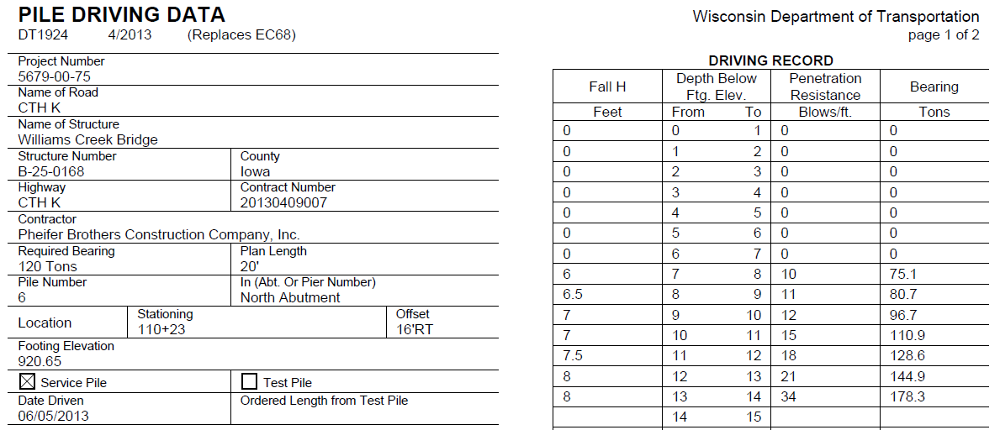 PILE DRIVING DATA
DT1924 4/2013 (Replaces EC68)
Project Number
5679-00-75
Name of Road
CTH K
Name of Structure
Williams Creek Bridge
Structure Number County
B-25-0168 Iowa
Highway Contract Number
CTH K 20130409007
Contractor
Pheifer Brothers Construction Company, Inc.
Required Bearing Plan Length
120 Tons 20'
Pile Number In (Abt. Or Pier Number)
6 North Abutment
Location Stationing Offset
110+23 16'RT
Footing Elevation
920.65
Service Pile Test Pile
Date Driven Ordered Length from Test Pile
06/05/2013
Wisconsin Department of Transportation
page 1 of 2
DRIVING RECORD
Fall H Depth Below Ftg. Elev. Penetration Resistance Bearing
Feet From To Blows/ft. Tons
0 0 1 0 0
0 1 2 0 0
0 2 3 0 0
0 3 4 0 0
0 4 5 0 0
0 5 6 0 0
0 6 7 0 0
6 7 8 10 75.1
6.5 8 9 11 80.7
7 9 10 12 96.7
7 10 11 15 110.9
7.5 11 12 18 128.6
8 12 13 21 144.9
8 13 14 34 178.3
14 15